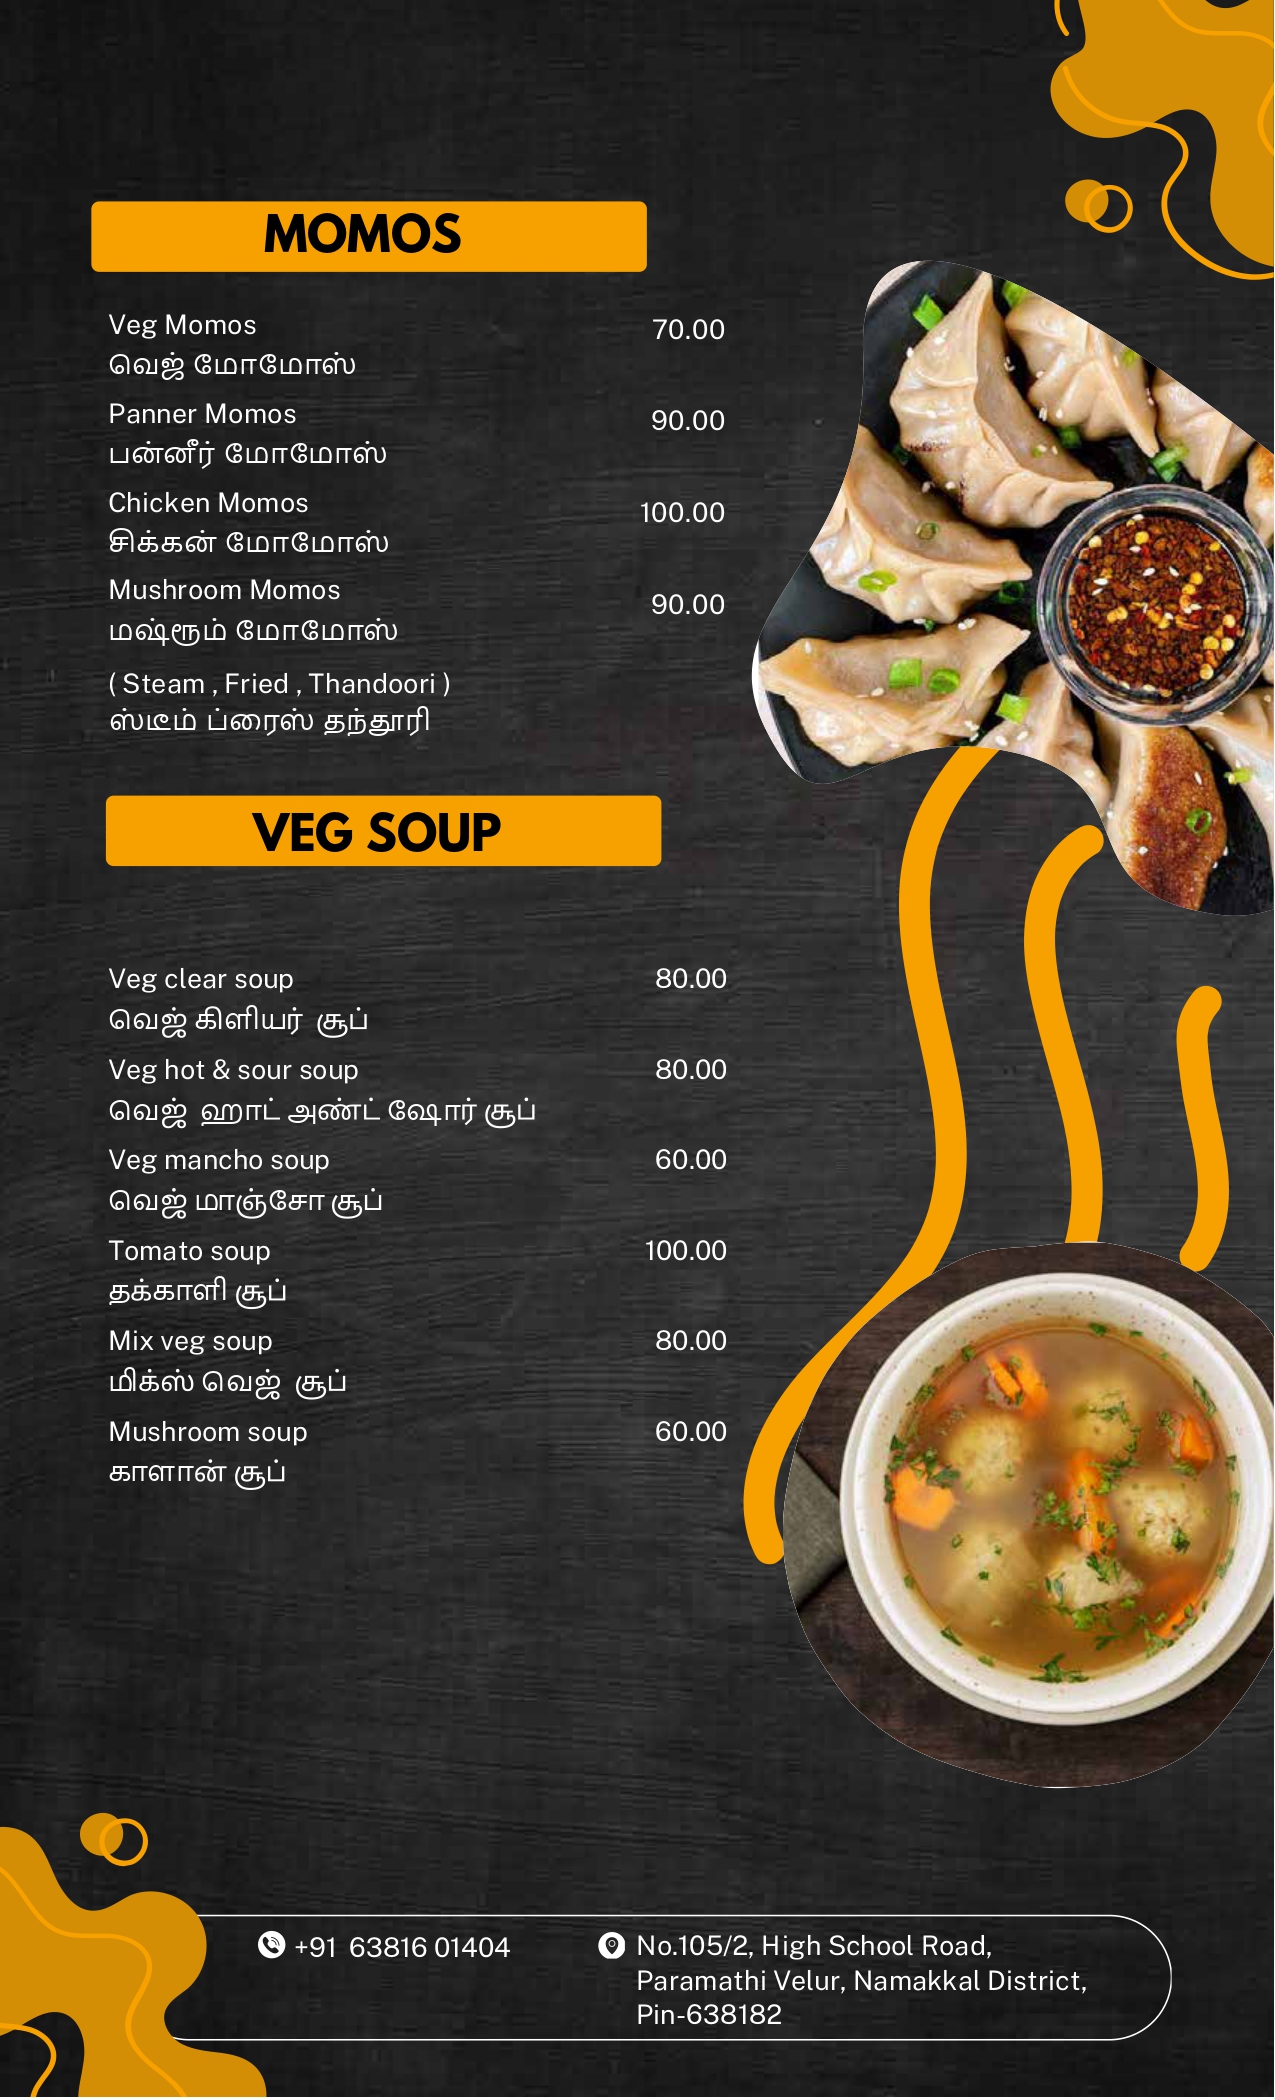 MOMOS
Veg Momos 70.00
வெஜ் மோமோஸ்
Panner Momos 90.00
பன்னீர் மோமோஸ்
Chicken Momos 100.00
சிக்கன் மோமோஸ்
Mushroom Momos 90.00
மஷ்ரூம் மோமோஸ்
( Steam , Fried , Thandoori )
ஸ்டீம் ப்ரைஸ் தந்தூரி
VEG SOUP
Veg clear soup 80.00
வெஜ் கிளியர் சூப்
Veg hot & sour soup 80.00
வெஜ் ஹாட் அண்ட் ஷோர் சூப்
Veg mancho soup 60.00
வெஜ் மாஞ்சோ சூப்
Tomato soup 100.00
தக்காளி சூப்
Mix veg soup 80.00
மிக்ஸ் வெஜ் சூப்
Mushroom soup 60.00
காளான் சூப்
+91 63816 01404
No.105/2, High School Road,
Paramathi Velur, Namakkal District,
Pin-638182